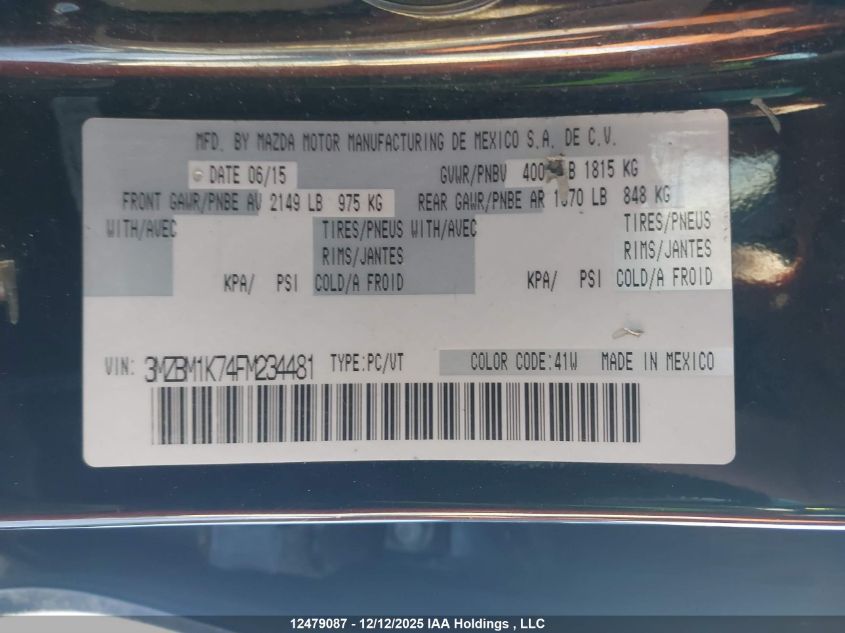 MFD. BY MAZDA MOTOR MANUFACTURING DE MEXICO S.A. DE C.V.
DATE 06/15 GVWR/PNBV LB 1815 KG
FRONT GAWR/PNBE AV 2149 LB 975 KG REAR GAWR/PNBE AR 1870 LB 848 KG
WITH/AVEC TIRES/PNEUS WITH/AVEC TIRES/PNEUS
RIMS/JANTES RIMS/JANTES
KPA/ PSI COLD/A FROID KPA/ PSI COLD/A FROID
VIN: 3MZBM1K74FM234481 TYPE:PC/VT COLOR CODE:41W MADE IN MEXICO
12479087 - 12/12/2025 IAA Holdings , LLC